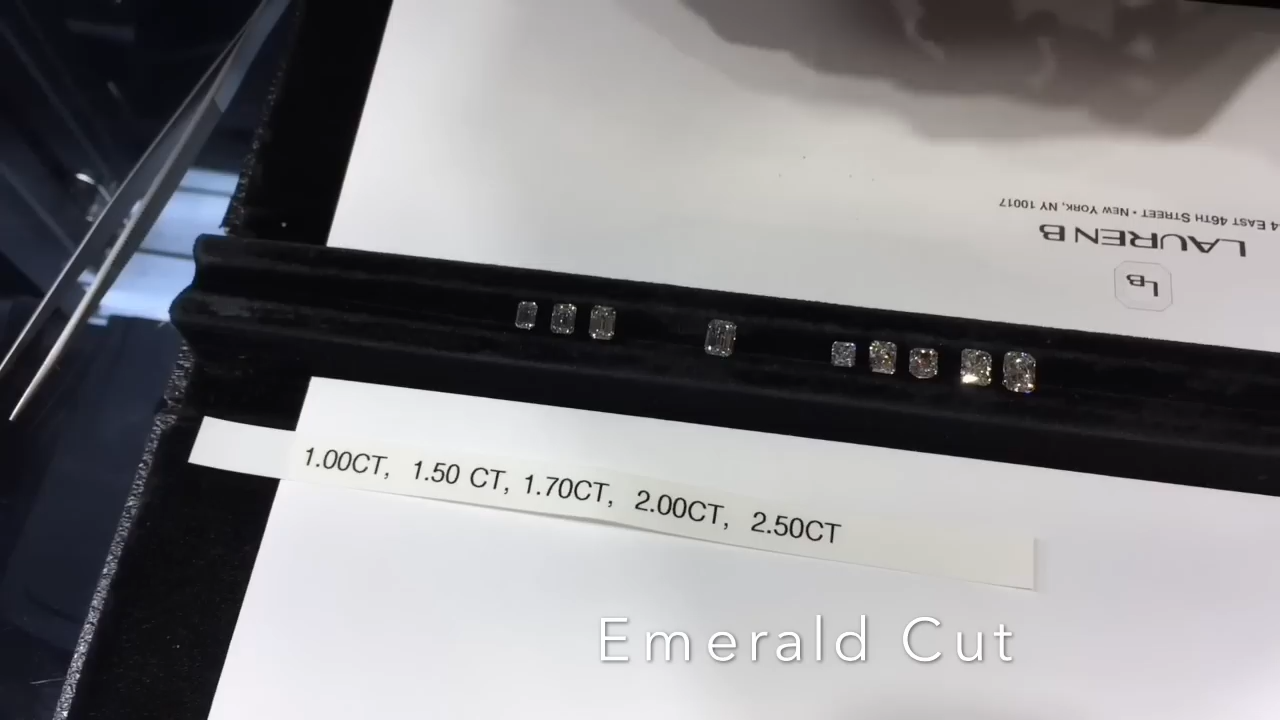 4 EAST 46TH STREET • NEW YORK, NY 10017
LAUREN B
LB
1.00CT, 1.50 CT, 1.70CT, 2.00CT, 2.50CT
Emerald Cut